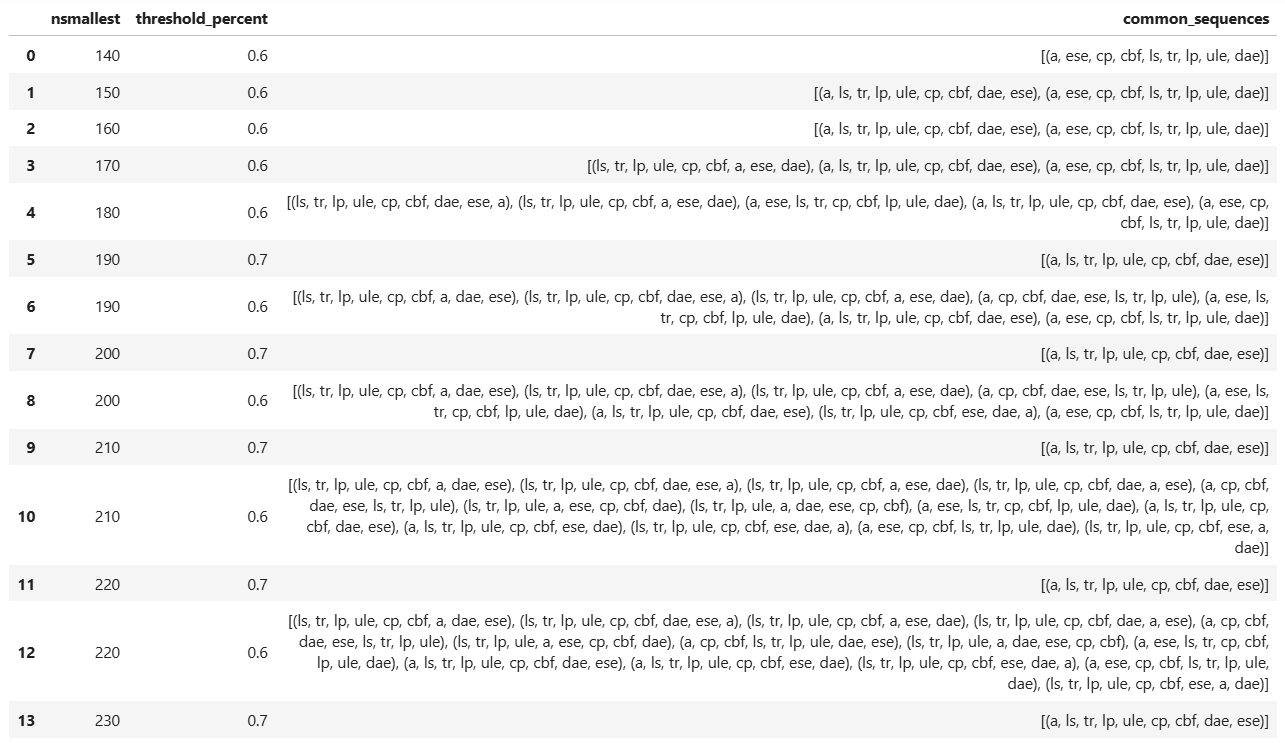 nsmallest threshold_percent common_sequences
0 140 0.6 [(a, ese, cp, cbf, ls, tr, lp, ule, dae)]
1 150 0.6 [(a, ls, tr, lp, ule, cp, cbf, dae, ese), (a, ese, cp, cbf, ls, tr, lp, ule, dae)]
2 160 0.6 [(a, ls, tr, lp, ule, cp, cbf, dae, ese), (a, ese, cp, cbf, ls, tr, lp, ule, dae)]
3 170 0.6 [(ls, tr, lp, ule, cp, cbf, a, ese, dae), (a, ls, tr, lp, ule, cp, cbf, dae, ese), (a, ese, cp, cbf, ls, tr, lp, ule, dae)]
4 180 0.6 [(ls, tr, lp, ule, cp, cbf, dae, ese, a), (ls, tr, lp, ule, cp, cbf, a, ese, dae), (a, ese, ls, tr, cp, cbf, lp, ule, dae), (a, ls, tr, lp, ule, cp, cbf, dae, ese), (a, ese, cp,
cbf, ls, tr, lp, ule, dae)]
5 190 0.7 [(a, ls, tr, lp, ule, cp, cbf, dae, ese)]
6 190 0.6 [(ls, tr, lp, ule, cp, cbf, a, dae, ese), (ls, tr, lp, ule, cp, cbf, dae, ese, a), (ls, tr, lp, ule, cp, cbf, a, ese, dae), (a, cp, cbf, dae, ese, ls, tr, lp, ule), (a, ese, ls,
tr, cp, cbf, lp, ule, dae), (a, ls, tr, lp, ule, cp, cbf, dae, ese), (a, ese, cp, cbf, ls, tr, lp, ule, dae)]
7 200 0.7 [(a, ls, tr, lp, ule, cp, cbf, dae, ese)]
8 200 0.6 [(ls, tr, lp, ule, cp, cbf, a, dae, ese), (ls, tr, lp, ule, cp, cbf, dae, ese, a), (ls, tr, lp, ule, cp, cbf, a, ese, dae), (a, cp, cbf, dae, ese, ls, tr, lp, ule), (a, ese, ls,
tr, cp, cbf, lp, ule, dae), (a, ls, tr, lp, ule, cp, cbf, dae, ese), (ls, tr, lp, ule, cp, cbf, ese, dae, a), (a, ese, cp, cbf, ls, tr, lp, ule, dae)]
9 210 0.7 [(a, ls, tr, lp, ule, cp, cbf, dae, ese)]
10 210 0.6 [(ls, tr, lp, ule, cp, cbf, a, dae, ese), (ls, tr, lp, ule, cp, cbf, dae, ese, a), (ls, tr, lp, ule, cp, cbf, a, ese, dae), (ls, tr, lp, ule, cp, cbf, dae, a, ese), (a, cp, cbf,
dae, ese, ls, tr, lp, ule), (ls, tr, lp, ule, a, ese, cp, cbf, dae), (ls, tr, lp, ule, a, dae, ese, cp, cbf), (a, ese, ls, tr, cp, cbf, lp, ule, dae), (a, ls, tr, lp, ule, cp,
cbf, dae, ese), (a, ls, tr, lp, ule, cp, cbf, ese, dae), (ls, tr, lp, ule, cp, cbf, ese, dae, a), (a, ese, cp, cbf, ls, tr, lp, ule, dae), (ls, tr, lp, ule, cp, cbf, ese, a,
dae)]
11 220 0.7 [(a, ls, tr, lp, ule, cp, cbf, dae, ese)]
12 220 0.6 [(ls, tr, lp, ule, cp, cbf, a, dae, ese), (ls, tr, lp, ule, cp, cbf, dae, ese, a), (ls, tr, lp, ule, cp, cbf, a, ese, dae), (ls, tr, lp, ule, cp, cbf, dae, a, ese), (a, cp, cbf,
dae, ese, ls, tr, lp, ule), (ls, tr, lp, ule, a, ese, cp, cbf, dae), (a, cp, cbf, ls, tr, lp, ule, dae, ese), (ls, tr, lp, ule, a, dae, ese, cp, cbf), (a, ese, ls, tr, cp, cbf,
lp, ule, dae), (a, ls, tr, lp, ule, cp, cbf, dae, ese), (a, ls, tr, lp, ule, cp, cbf, ese, dae), (ls, tr, lp, ule, cp, cbf, ese, dae, a), (a, ese, cp, cbf, ls, tr, lp, ule,
dae), (ls, tr, lp, ule, cp, cbf, ese, a, dae)]
13 230 0.7 [(a, ls, tr, lp, ule, cp, cbf, dae, ese)]